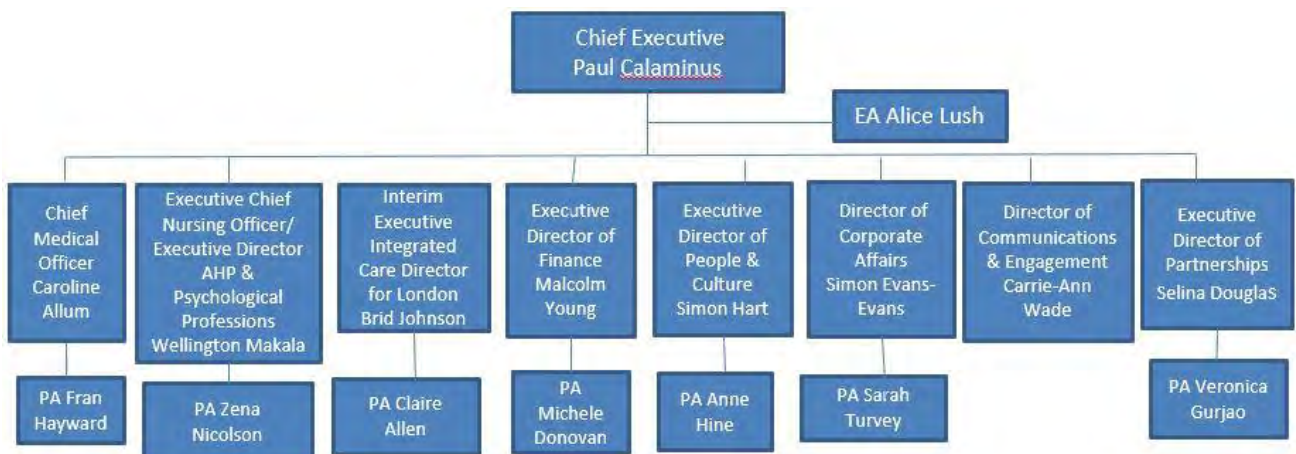 Chief Executive
Paul Calaminus
EA Alice Lush
Chief
Medical
Officer
Caroline
Allum
Executive Chief
Nursing Officer/
Executive Director
AHP &
Psychological
Professions
Wellington Makala
Interim
Executive
Integrated
Care Director
for London
Brid Johnson
Executive
Director of
Finance
Malcolm
Young
Executive
Director of
People &
Culture
Simon Hart
Director of
Corporate
Affairs
Simon Evans-
Evans
Director of
Communications
& Engagement
Carrie-Ann
Wade
Executive
Director of
Partnerships
Selina Douglas
PA Fran
Hayward
PA Zena
Nicolson
PA Claire
Allen
PA
Michele
Donovan
PA Anne
Hine
PA Sarah
Turvey
PA Veronica
Gurjao